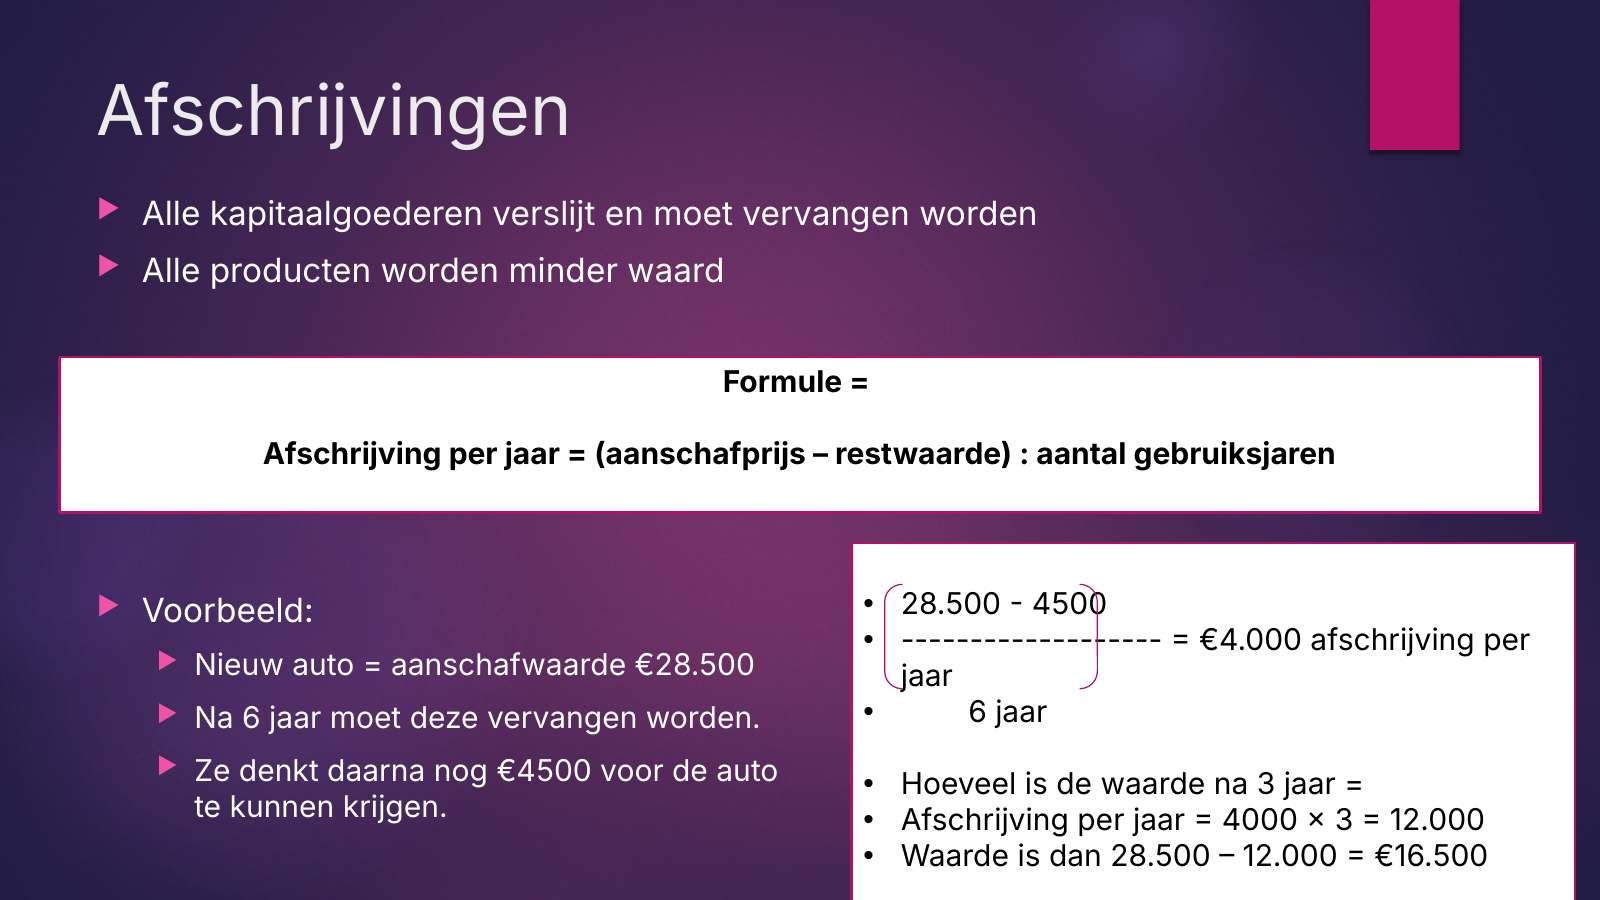 Afschrijvingen
Alle kapitaalgoederen verslijt en moet vervangen worden
Alle producten worden minder waard
Formule =
Afschrijving per jaar = (aanschafprijs – restwaarde) : aantal gebruiksjaren
Voorbeeld:
Nieuw auto = aanschafwaarde €28.500
Na 6 jaar moet deze vervangen worden.
Ze denkt daarna nog €4500 voor de auto
te kunnen krijgen.
• 28.500 - 4500
• ------------------- = €4.000 afschrijving per
jaar
• 6 jaar
• Hoeveel is de waarde na 3 jaar =
• Afschrijving per jaar = 4000 × 3 = 12.000
• Waarde is dan 28.500 – 12.000 = €16.500